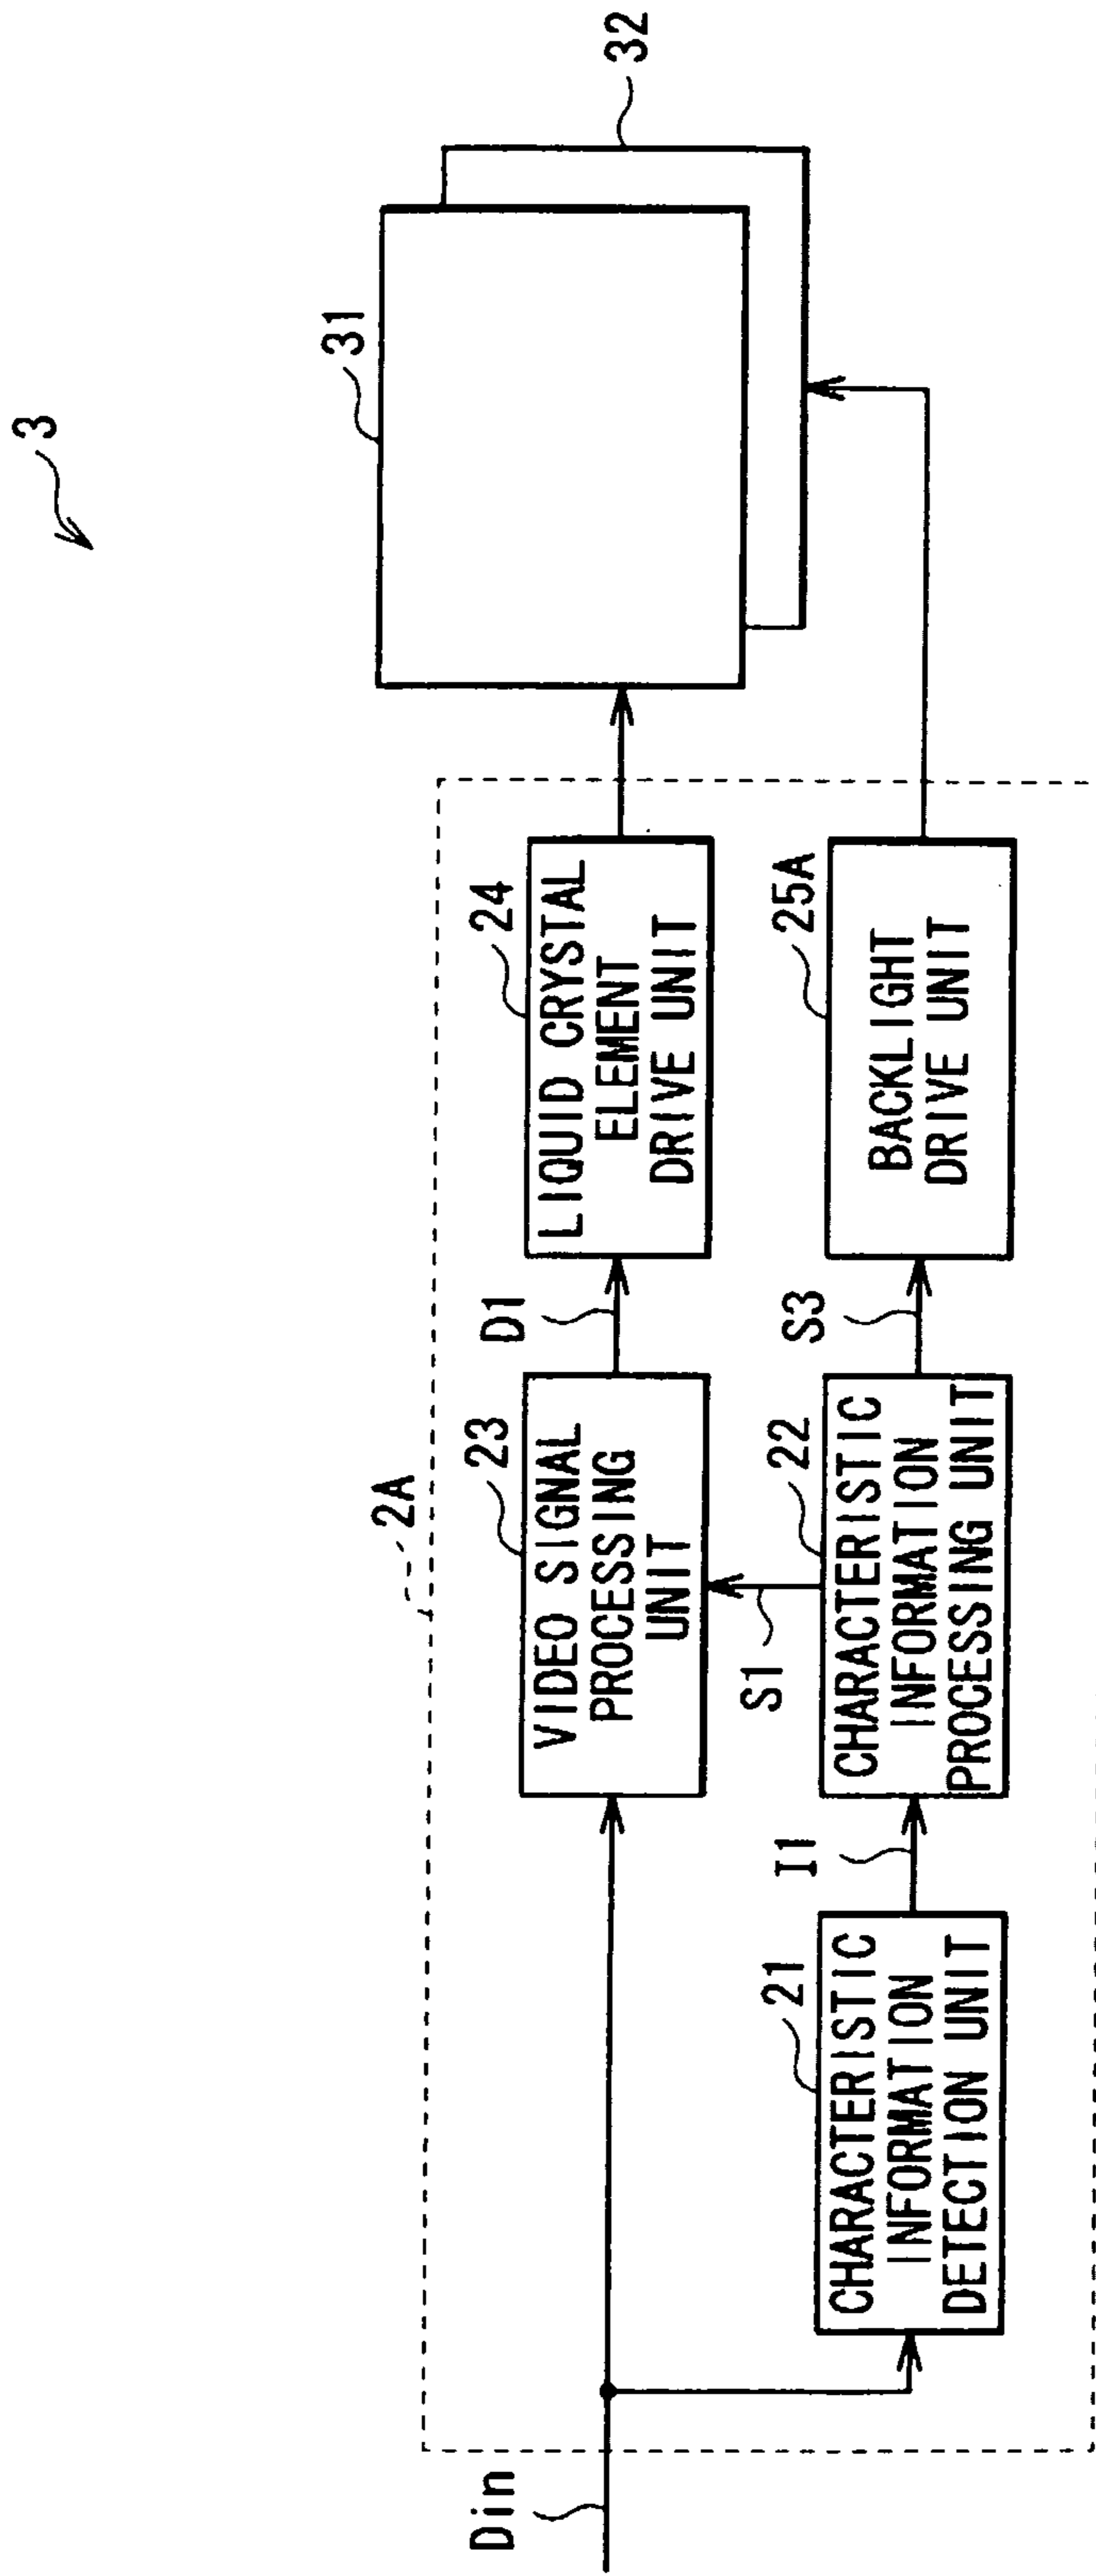 3
2A
31
32
23
VIDEO SIGNAL
PROCESSING
UNIT
D1
24
LIQUID CRYSTAL
ELEMENT
DRIVE UNIT
Din
S1
21
CHARACTERISTIC
INFORMATION
DETECTION UNIT
I1
22
CHARACTERISTIC
INFORMATION
PROCESSING UNIT
S3
25A
BACKLIGHT
DRIVE UNIT